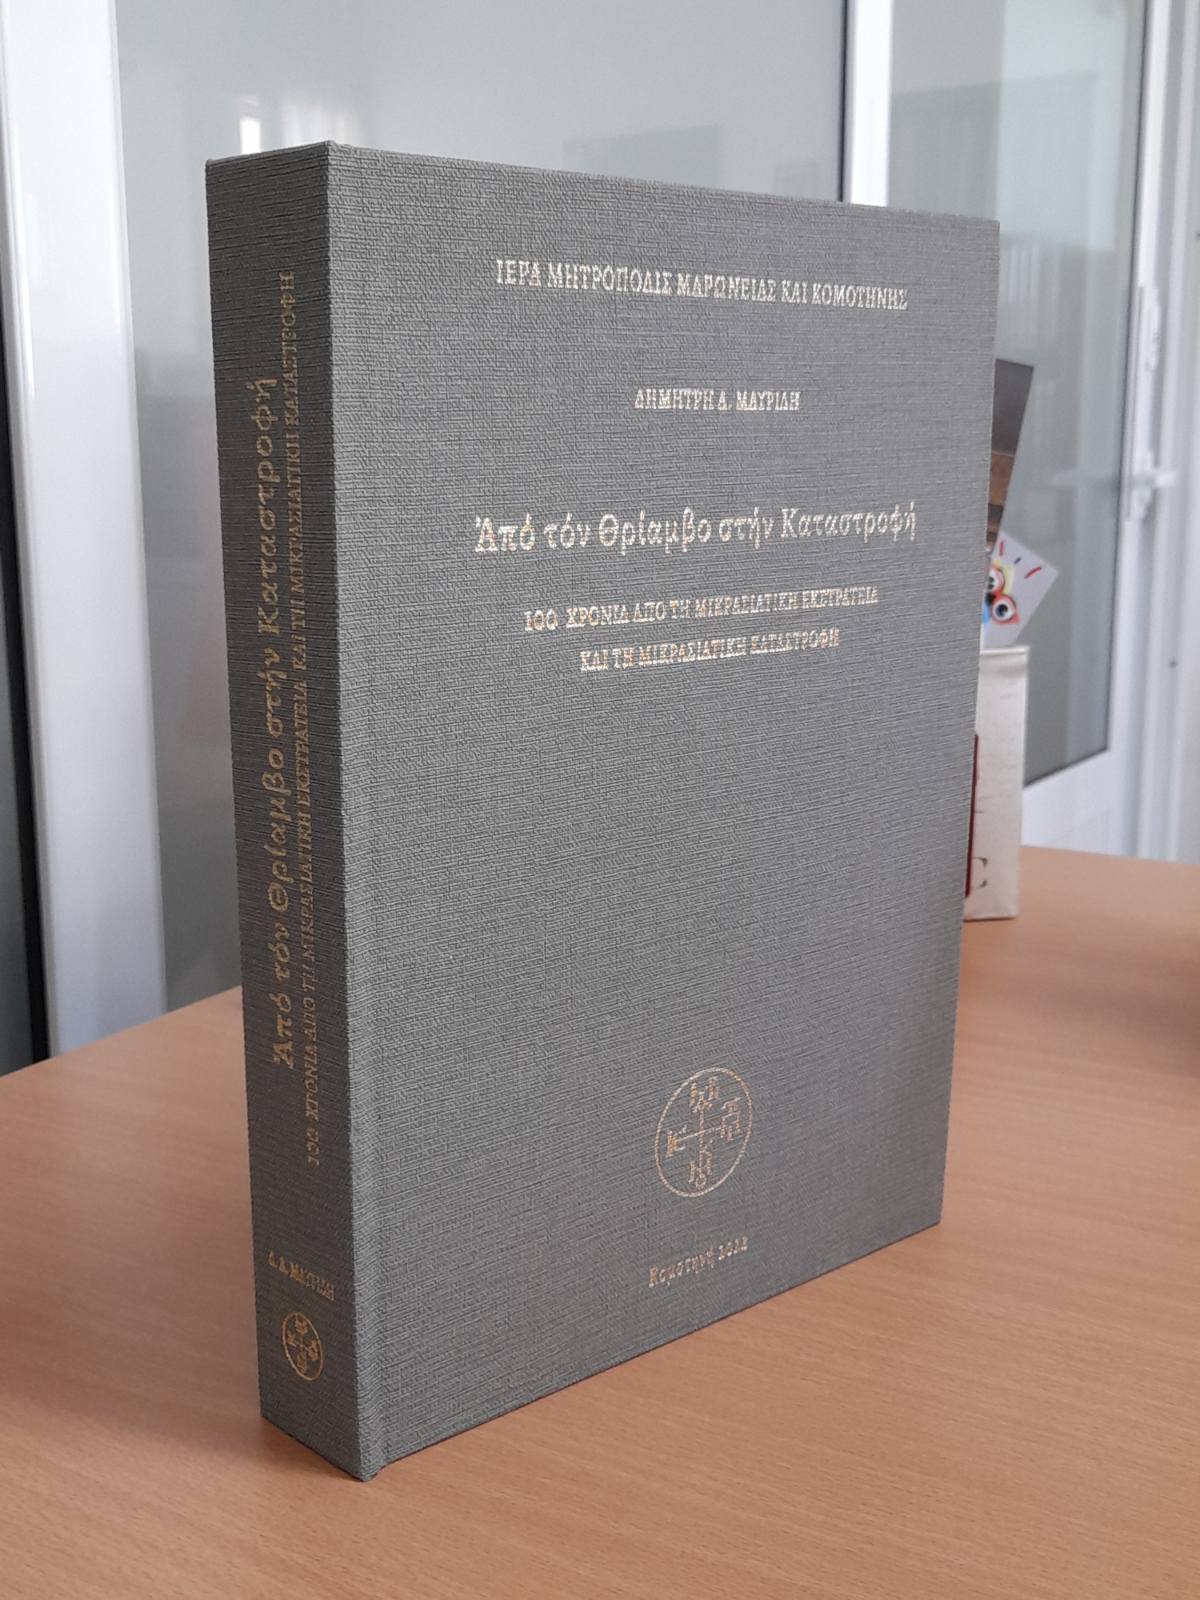 ΙΕΡΑ ΜΗΤΡΟΠΟΛΙΣ ΜΑΡΩΝΕΙΑΣ ΚΑΙ ΚΟΜΟΤΗΝΗΣ
ΔΗΜΗΤΡΗ Δ. ΜΑΥΡΙΔΗ
Ἀπό τόν Θρίαμβο στήν Καταστροφή
100 ΧΡΟΝΙΑ ΑΠΟ ΤΗ ΜΙΚΡΑΣΙΑΤΙΚΗ ΕΚΣΤΡΑΤΕΙΑ
ΚΑΙ ΤΗ ΜΙΚΡΑΣΙΑΤΙΚΗ ΚΑΤΑΣΤΡΟΦΗ
Κομοτηνή 2022
Ἀπό τόν Θρίαμβο στήν Καταστροφή
100 ΧΡΟΝΙΑ ΑΠΟ ΤΗ ΜΙΚΡΑΣΙΑΤΙΚΗ ΕΚΣΤΡΑΤΕΙΑ ΚΑΙ ΤΗ ΜΙΚΡΑΣΙΑΤΙΚΗ ΚΑΤΑΣΤΡΟΦΗ
Δ. Δ. ΜΑΥΡΙΔΗ